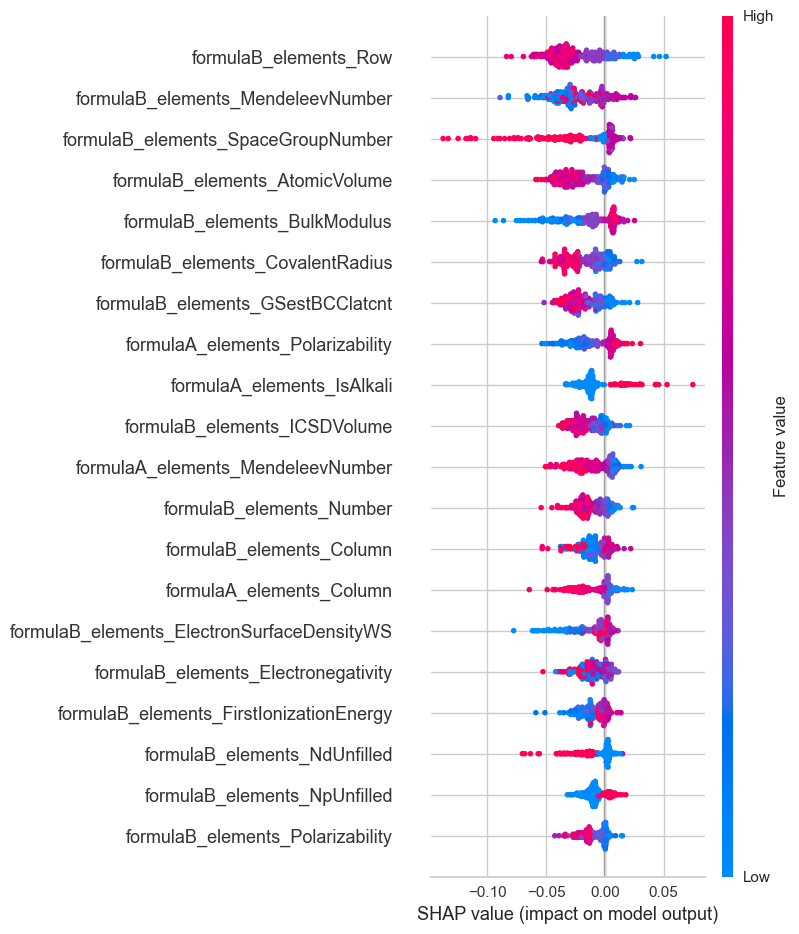 High
formulaB_elements_Row
formulaB_elements_MendeleevNumber
formulaB_elements_SpaceGroupNumber
formulaB_elements_AtomicVolume
formulaB_elements_BulkModulus
formulaB_elements_CovalentRadius
formulaB_elements_GSestBCClatcnt
formulaA_elements_Polarizability
formulaA_elements_IsAlkali
formulaB_elements_ICSDVolume
formulaA_elements_MendeleevNumber
formulaB_elements_Number
formulaB_elements_Column
formulaA_elements_Column
formulaB_elements_ElectronSurfaceDensityWS
formulaB_elements_Electronegativity
formulaB_elements_FirstIonizationEnergy
formulaB_elements_NdUnfilled
formulaB_elements_NpUnfilled
formulaB_elements_Polarizability
Feature value
Low
−0.10 −0.05 0.00 0.05
SHAP value (impact on model output)